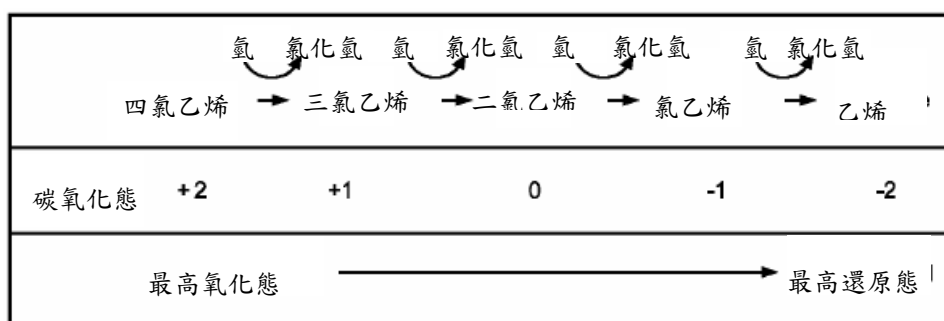 氫 氯化氫 氫 氯化氫 氫 氯化氫 氫 氯化氫
四氯乙烯 三氯乙烯 二氯乙烯 氯乙烯 乙烯
碳氧化態 +2 +1 0 -1 -2
最高氧化態 最高還原態